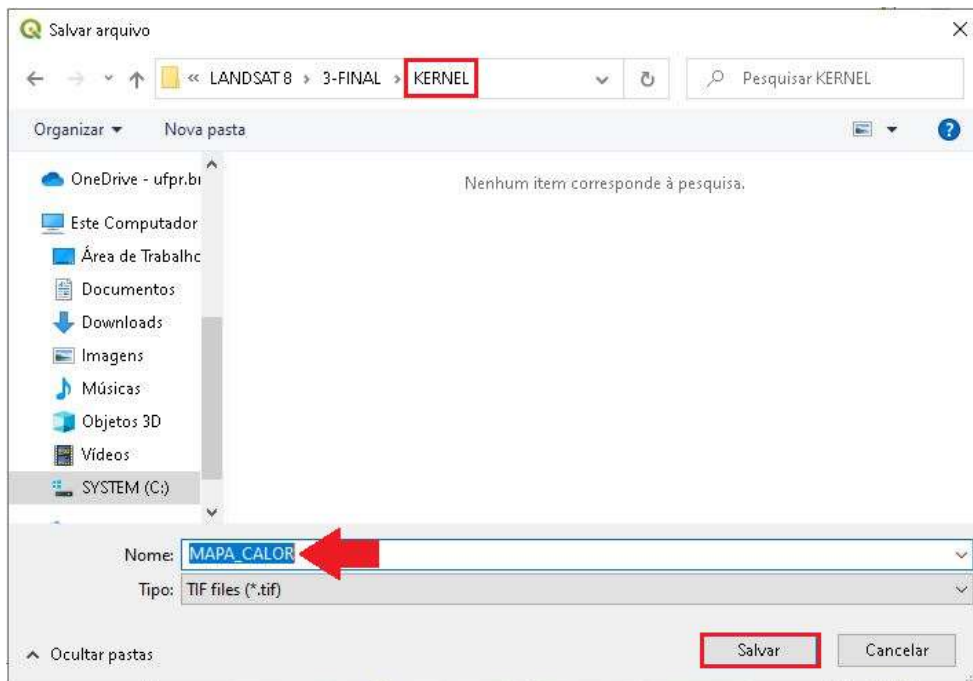 Salvar arquivo
« LANDSAT 8 › 3-FINAL › KERNEL
Pesquisar KERNEL
Organizar
Nova pasta
OneDrive - ufpr.br
Nenhum item corresponde à pesquisa.
Este Computador
Área de Trabalho
Documentos
Downloads
Imagens
Músicas
Objetos 3D
Vídeos
SYSTEM (C:)
Nome: MAPA_CALOR
Tipo: TIF files (*.tif)
Ocultar pastas
Salvar
Cancelar